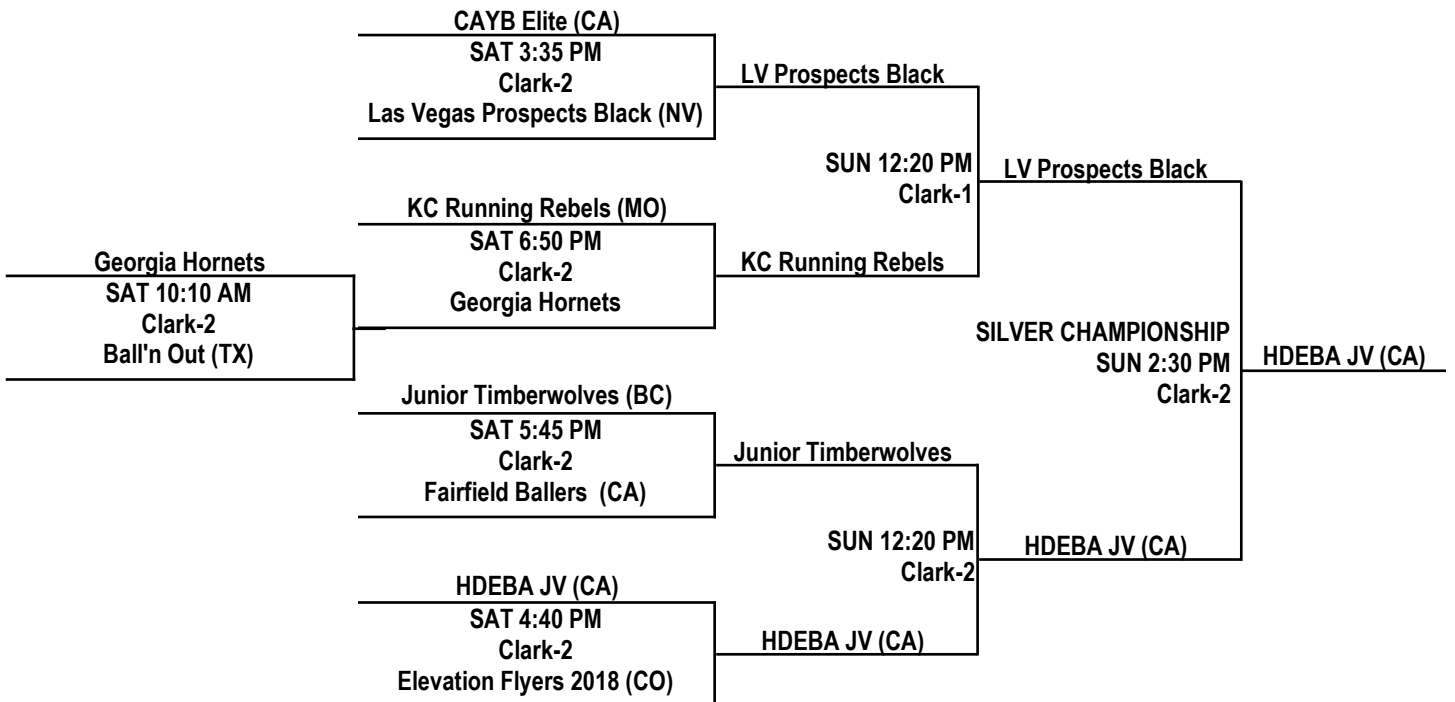 CAYB Elite (CA)
SAT 3:35 PM
Clark-2
Las Vegas Prospects Black (NV)
LV Prospects Black
SUN 12:20 PM
Clark-1
LV Prospects Black
KC Running Rebels (MO)
SAT 6:50 PM
Clark-2
Georgia Hornets
KC Running Rebels
Georgia Hornets
SAT 10:10 AM
Clark-2
Ball'n Out (TX)
SILVER CHAMPIONSHIP
SUN 2:30 PM
Clark-2
HDEBA JV (CA)
Junior Timberwolves (BC)
SAT 5:45 PM
Clark-2
Fairfield Ballers (CA)
Junior Timberwolves
SUN 12:20 PM
Clark-2
HDEBA JV (CA)
HDEBA JV (CA)
SAT 4:40 PM
Clark-2
Elevation Flyers 2018 (CO)
HDEBA JV (CA)